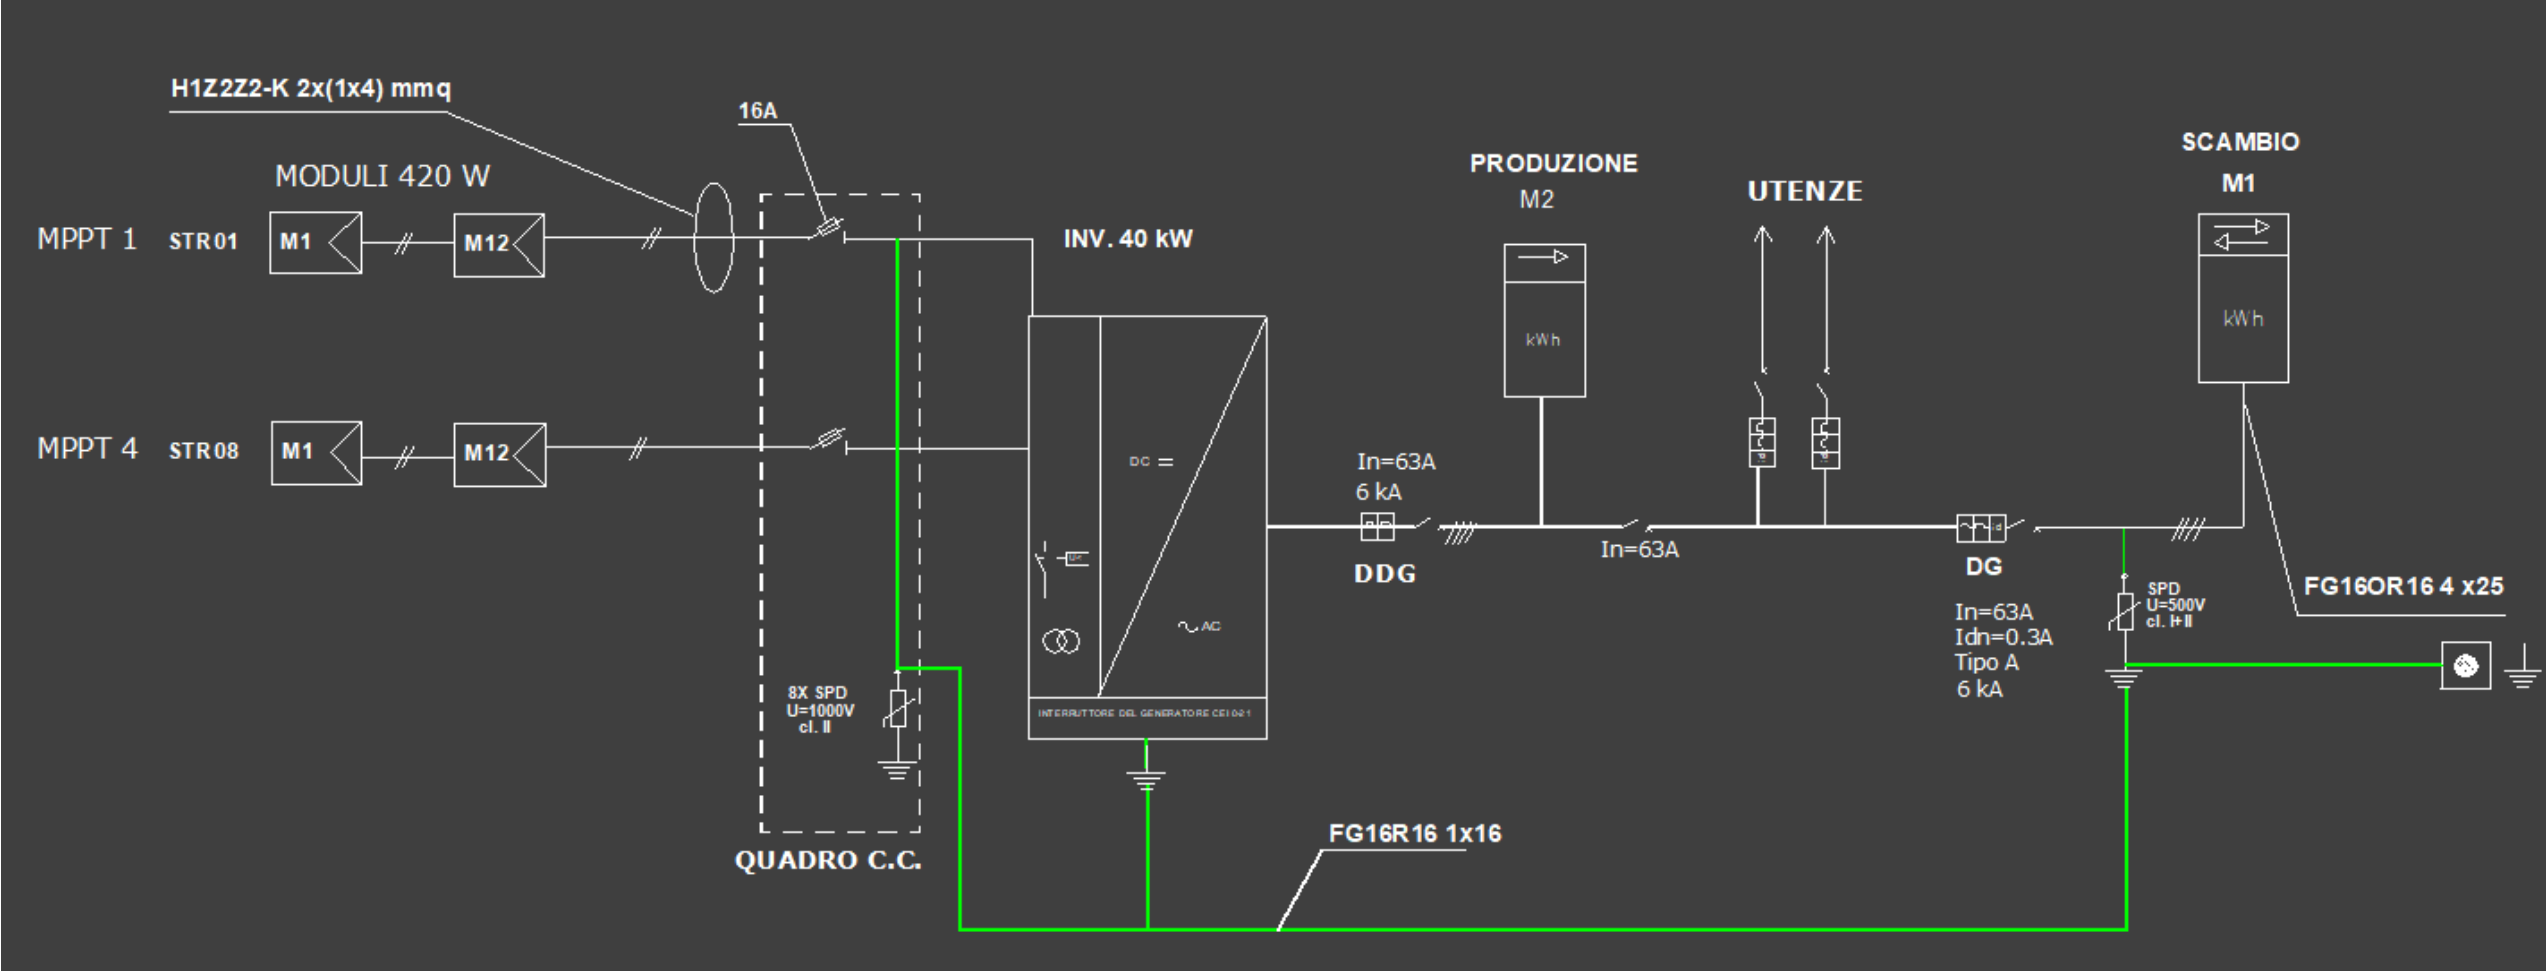 H1Z2Z2-K 2x(1x4) mmq
16A
MODULI 420 W
MPPT 1
STR01
M1
M12
MPPT 4
STR08
M1
M12
8X SPD
U=1000V
cl. II
QUADRO C.C.
INV. 40 kW
DC
AC
INTERRUTTORE DEL GENERATORE CEI 0-21
In=63A
6 kA
DDG
PRODUZIONE
M2
kWh
In=63A
UTENZE
DG
In=63A
Idn=0.3A
Tipo A
6 kA
SCAMBIO
M1
kWh
SPD
U=500V
cl. I+II
FG16OR16 4 x25
FG16R16 1x16